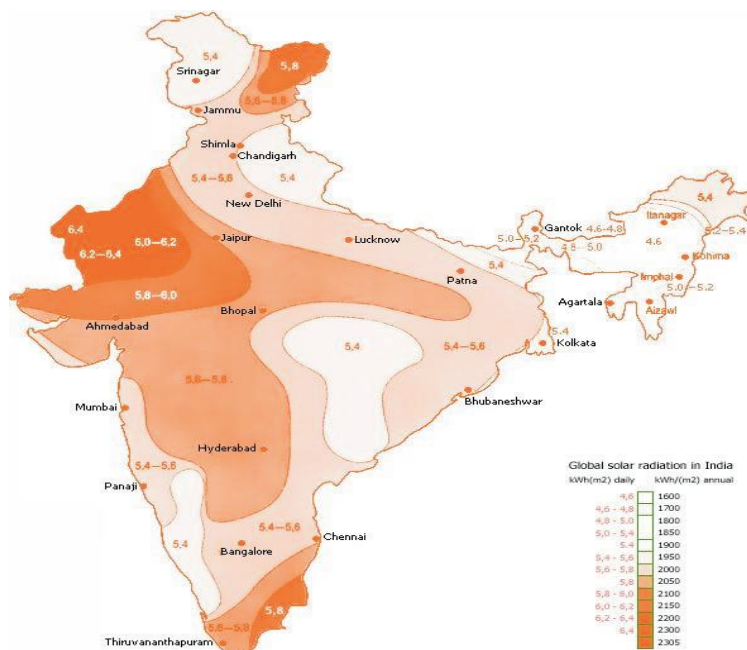 5,4
Srinagar
5,8
5,6—5,8
Jammu
Shimla
Chandigarh
5,4—5,6
5,4
New Delhi
5,4
Itanagar
6,4
6,0—6,2
6,2—6,4
Jaipur
Lucknow
Gantok
4.6-4.8
5.2-5.4
5.0—5,2
4.8—5.0
4.6
Kohima
5,4
Patna
Imphal
5,8—6,0
5.0—5.2
Bhopal
Agartala
Aizawl
Ahmedabad
5.4
5,4
5,4—5,6
Kolkata
5,6—5,8
Bhubaneshwar
Mumbai
Hyderabad
5,4—5,6
Panaji
5,4—5,6
Chennai
5,4
Bangalore
5,8
5,6—5,8
Thiruvananthapuram
Global solar radiation in India
kWh(m2) daily kWh/(m2) annual
4,6 1600
4,6 - 4,8 1700
4,8 - 5.0 1800
5,0 - 5,4 1850
5.4 1900
5,4 - 5,6 1950
5,6 - 5,8 2000
5,8 2050
5,8 - 6,0 2100
6,0 - 6,2 2150
6,2 - 6,4 2200
6,4 2300
2305